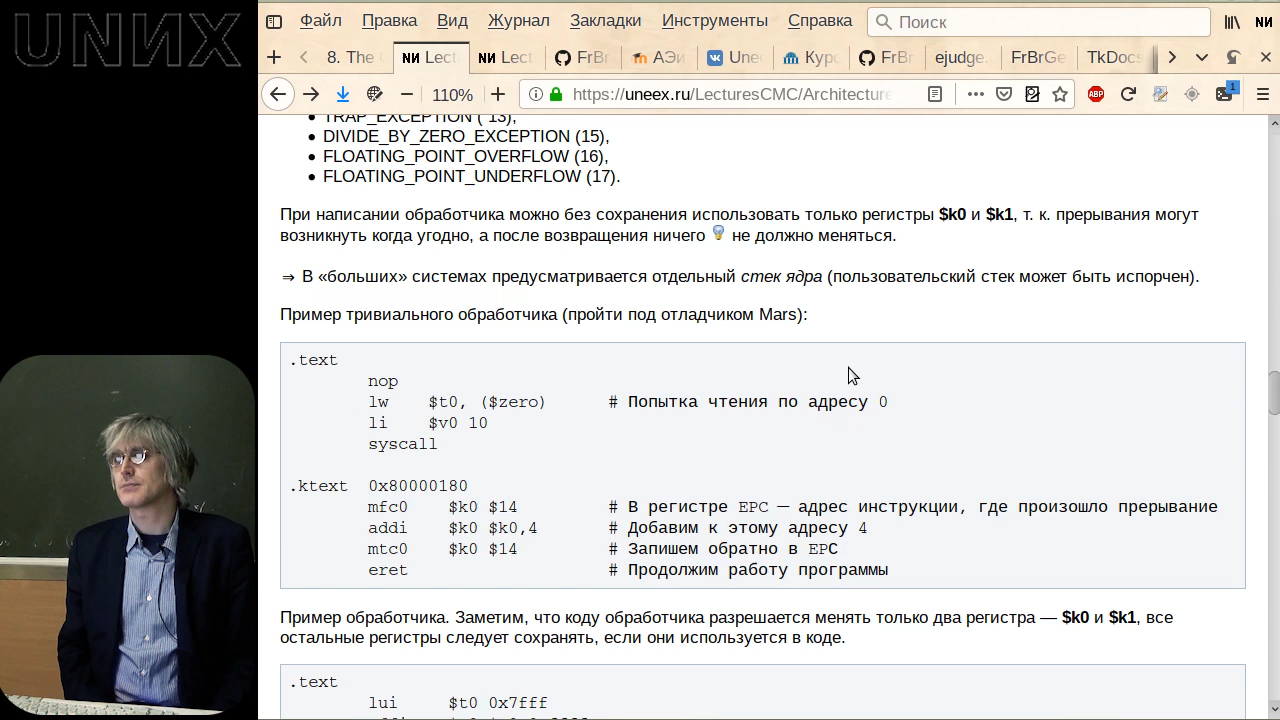 UNИX
Файл Правка Вид Журнал Закладки Инструменты Справка Поиск
8. The Lect Lect FrBr АЭи Une Курс FrBr ejudge. FrBrGe TkDocs
110% https://uneex.ru/LecturesCMC/Architecture ABP 1
TRAP_EXCEPTION ( 13),
DIVIDE_BY_ZERO_EXCEPTION (15),
FLOATING_POINT_OVERFLOW (16),
FLOATING_POINT_UNDERFLOW (17).
При написании обработчика можно без сохранения использовать только регистры $k0 и $k1, т. к. прерывания могут
возникнуть когда угодно, а после возвращения ничего не должно меняться.
⇒ В «больших» системах предусматривается отдельный стек ядра (пользовательский стек может быть испорчен).
Пример тривиального обработчика (пройти под отладчиком Mars):
.text
nop
lw $t0, ($zero) # Попытка чтения по адресу 0
li $v0 10
syscall
.ktext 0x80000180
mfc0 $k0 $14 # В регистре EPC — адрес инструкции, где произошло прерывание
addi $k0 $k0,4 # Добавим к этому адресу 4
mtc0 $k0 $14 # Запишем обратно в EPC
eret # Продолжим работу программы
Пример обработчика. Заметим, что коду обработчика разрешается менять только два регистра — $k0 и $k1, все
остальные регистры следует сохранять, если они используется в коде.
.text
lui $t0 0x7fff